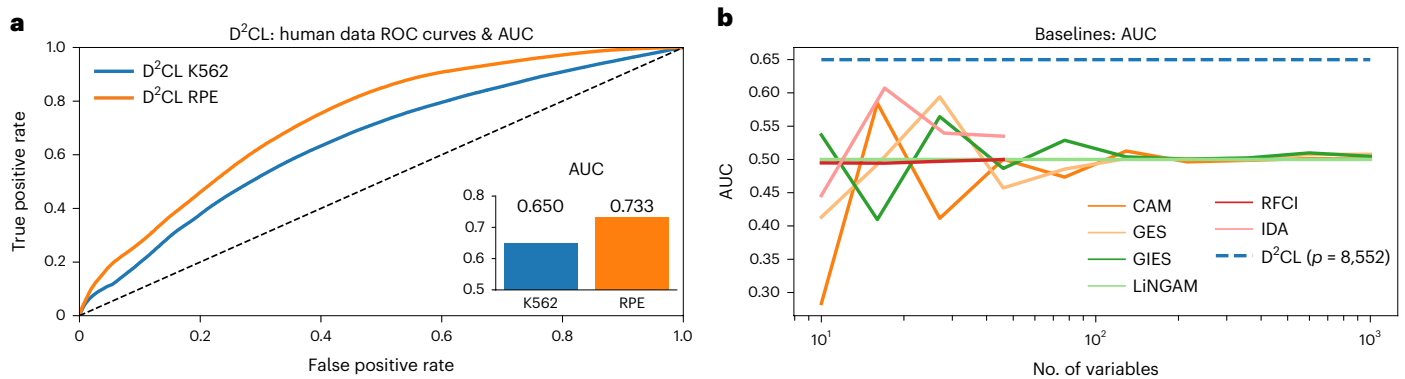 a
D²CL: human data ROC curves & AUC
1.0
0.8
0.6
0.4
0.2
0
True positive rate
D²CL K562
D²CL RPE
AUC
0.8
0.7
0.6
0.5
0.650
0.733
K562
RPE
0
0.2
0.4
0.6
0.8
1.0
False positive rate
b
Baselines: AUC
0.65
0.60
0.55
0.50
0.45
0.40
0.35
0.30
AUC
CAM
GES
GIES
LiNGAM
RFCI
IDA
D²CL (p = 8,552)
10¹
10²
10³
No. of variables